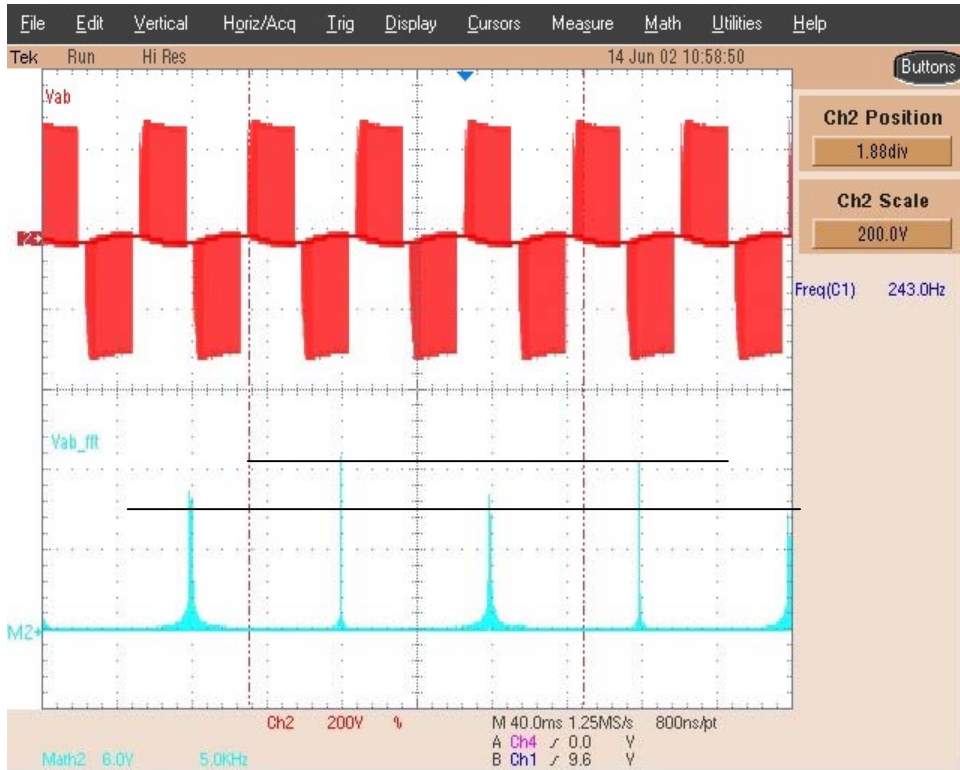 File Edit Vertical Horiz/Acq Trig Display Cursors Measure Math Utilities Help
Tek Run Hi Res 14 Jun 02 10:58:50
Buttons
Vab
Ch2 Position
1.88div
Ch2 Scale
200.0V
2
Freq(C1) 243.0Hz
Vab_fft
M2
Ch2 200V M 40.0ms 1.25MS/s 800ns/pt
A Ch4 0.0 V
B Ch1 9.6 V
Math2 6.0V 5.0KHz